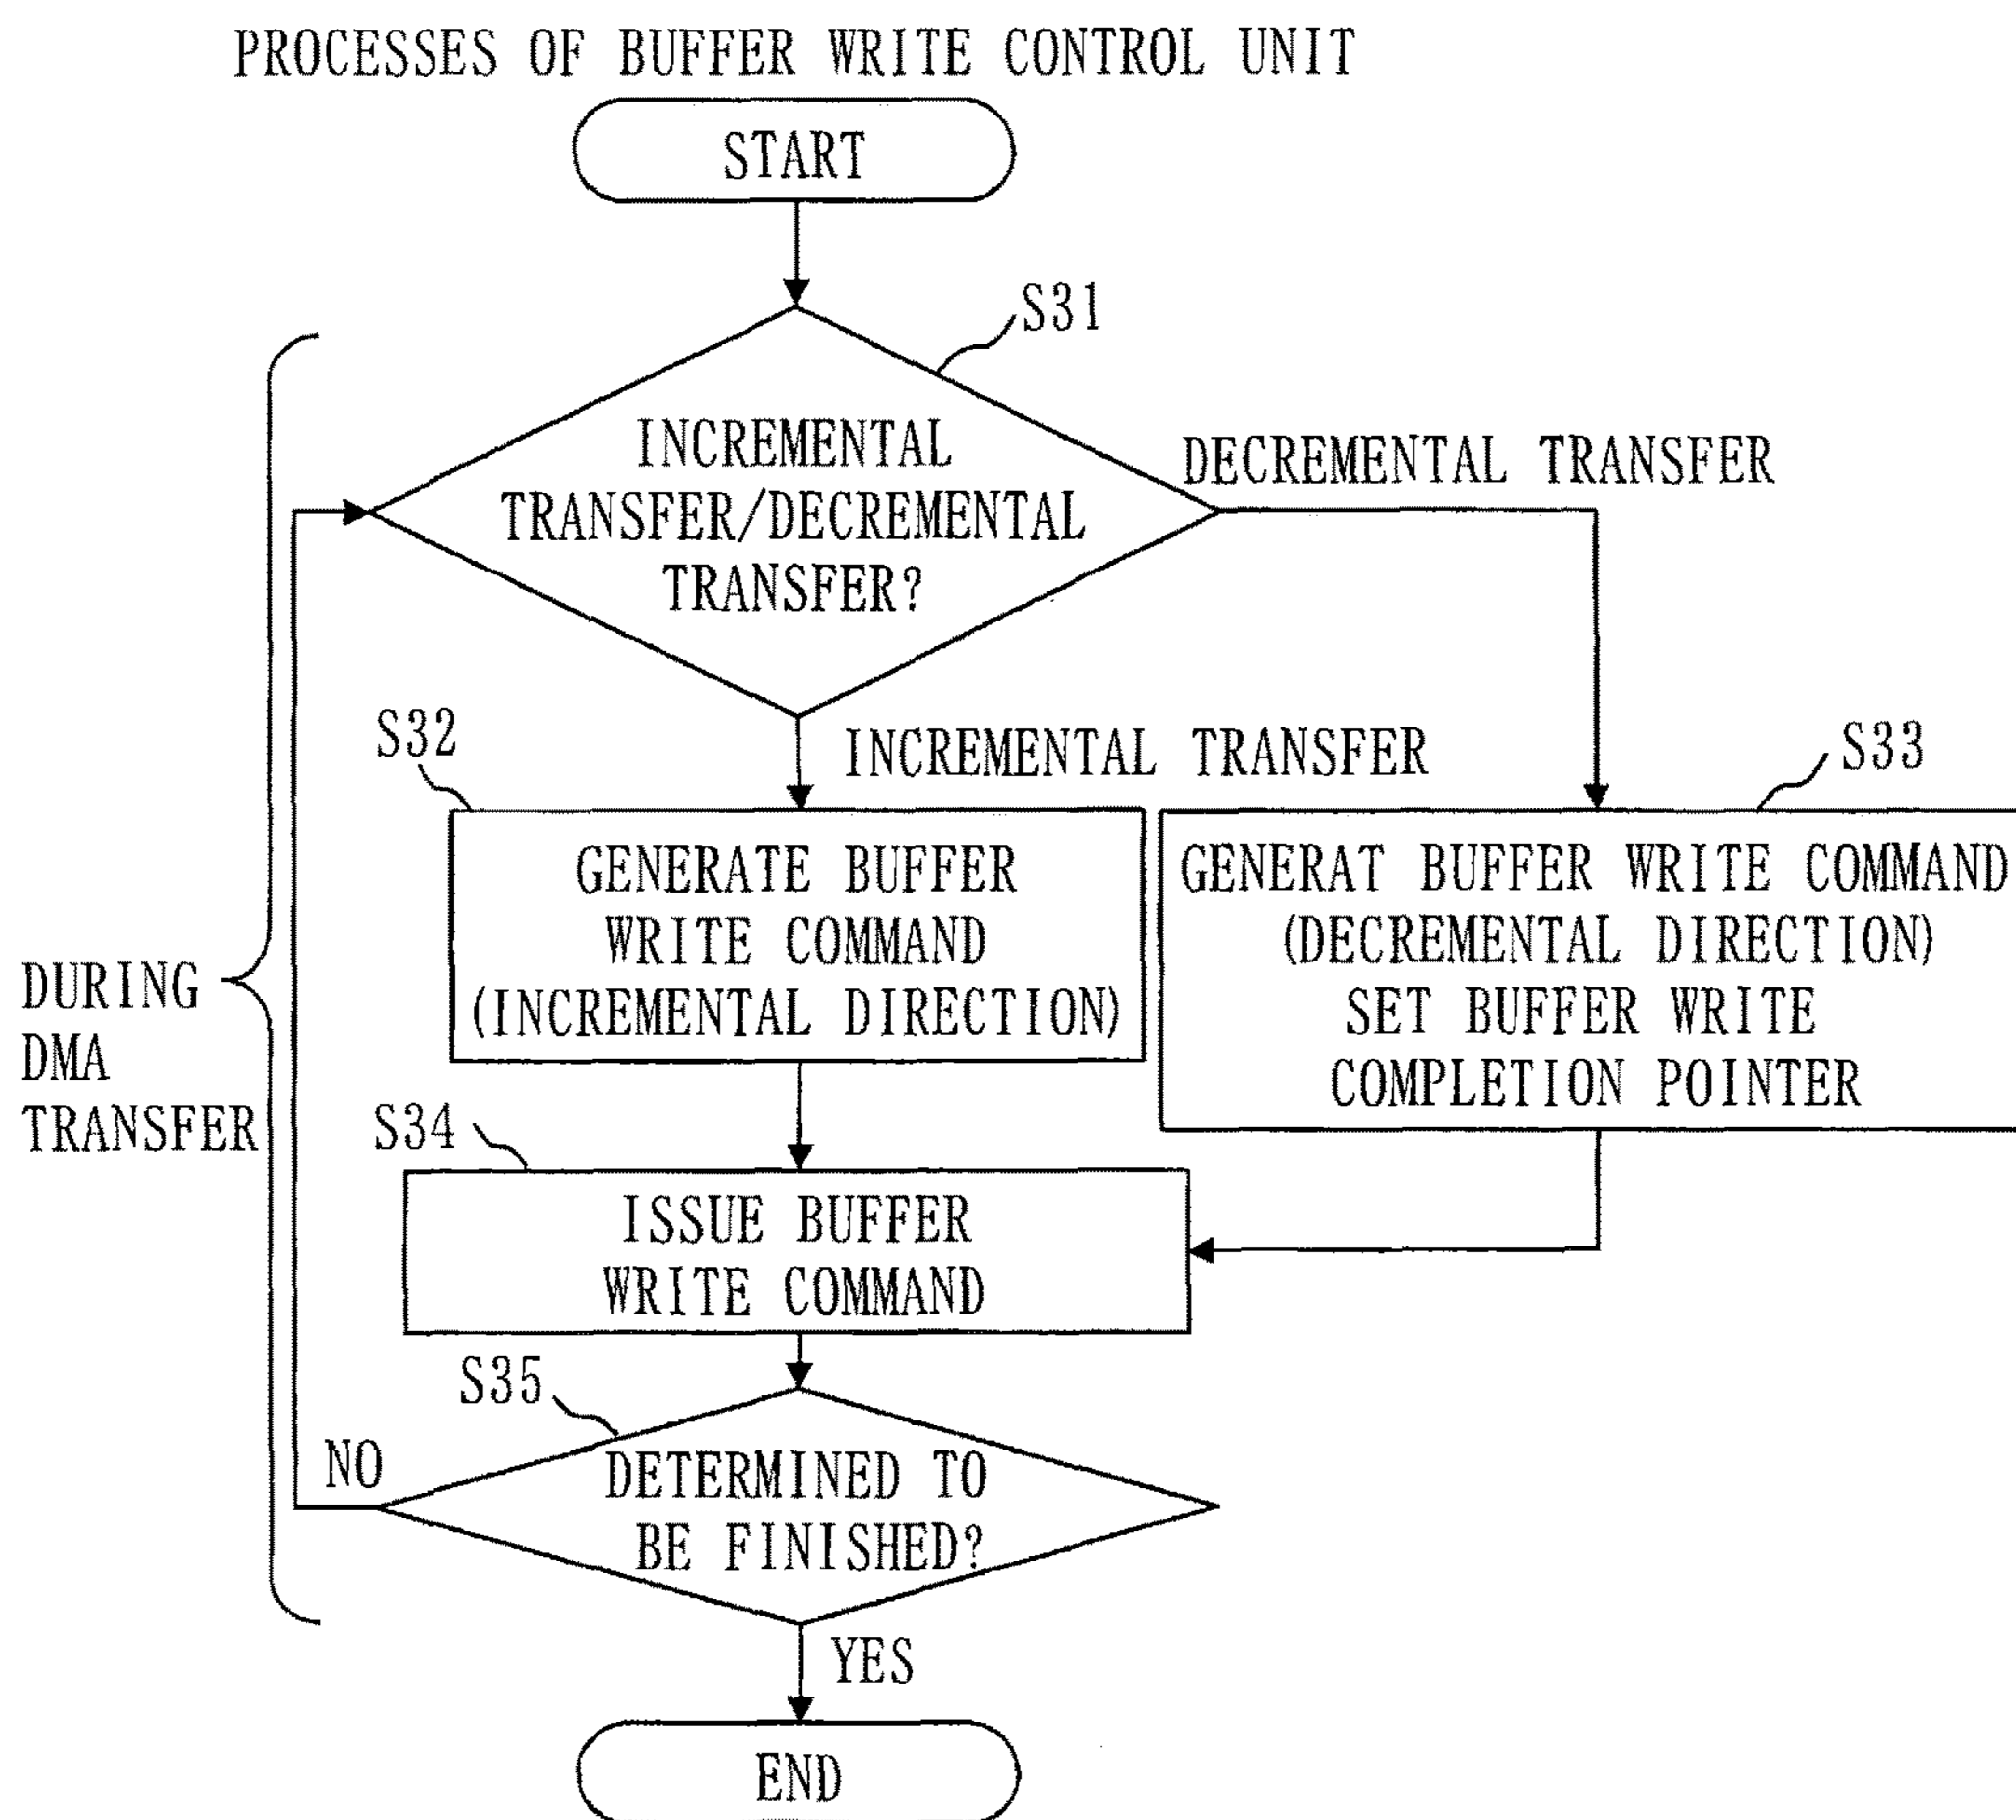 PROCESSES OF BUFFER WRITE CONTROL UNIT
START
S31
INCREMENTAL
TRANSFER/DECREMENTAL
TRANSFER?
DECREMENTAL TRANSFER
S32
INCREMENTAL TRANSFER
S33
GENERATE BUFFER
WRITE COMMAND
(INCREMENTAL DIRECTION)
GENERAT BUFFER WRITE COMMAND
(DECREMENTAL DIRECTION)
SET BUFFER WRITE
COMPLETION POINTER
DURING
DMA
TRANSFER
S34
ISSUE BUFFER
WRITE COMMAND
S35
NO
DETERMINED TO
BE FINISHED?
YES
END